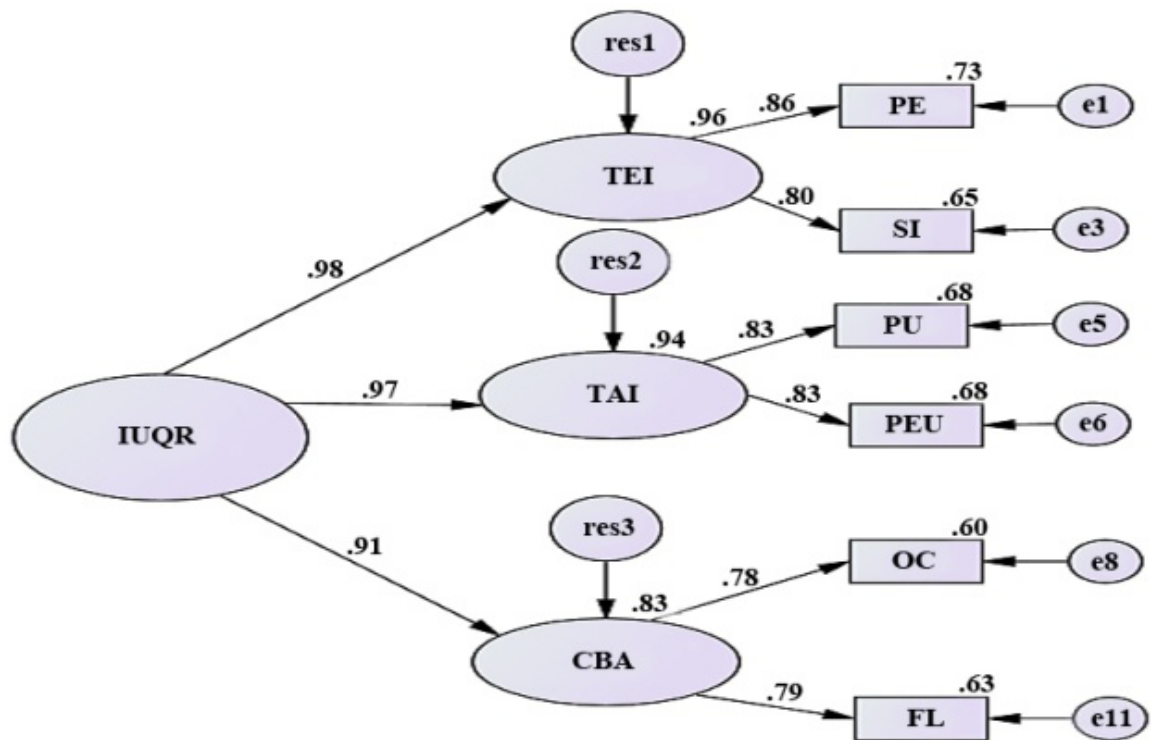 res1
.73
PE
e1
.86
.96
TEI
.80
.65
SI
e3
.98
res2
.68
PU
e5
.83
.94
TAI
.97
.83
.68
PEU
e6
IUQR
.91
res3
.60
OC
e8
.78
.83
CBA
.79
.63
FL
e11